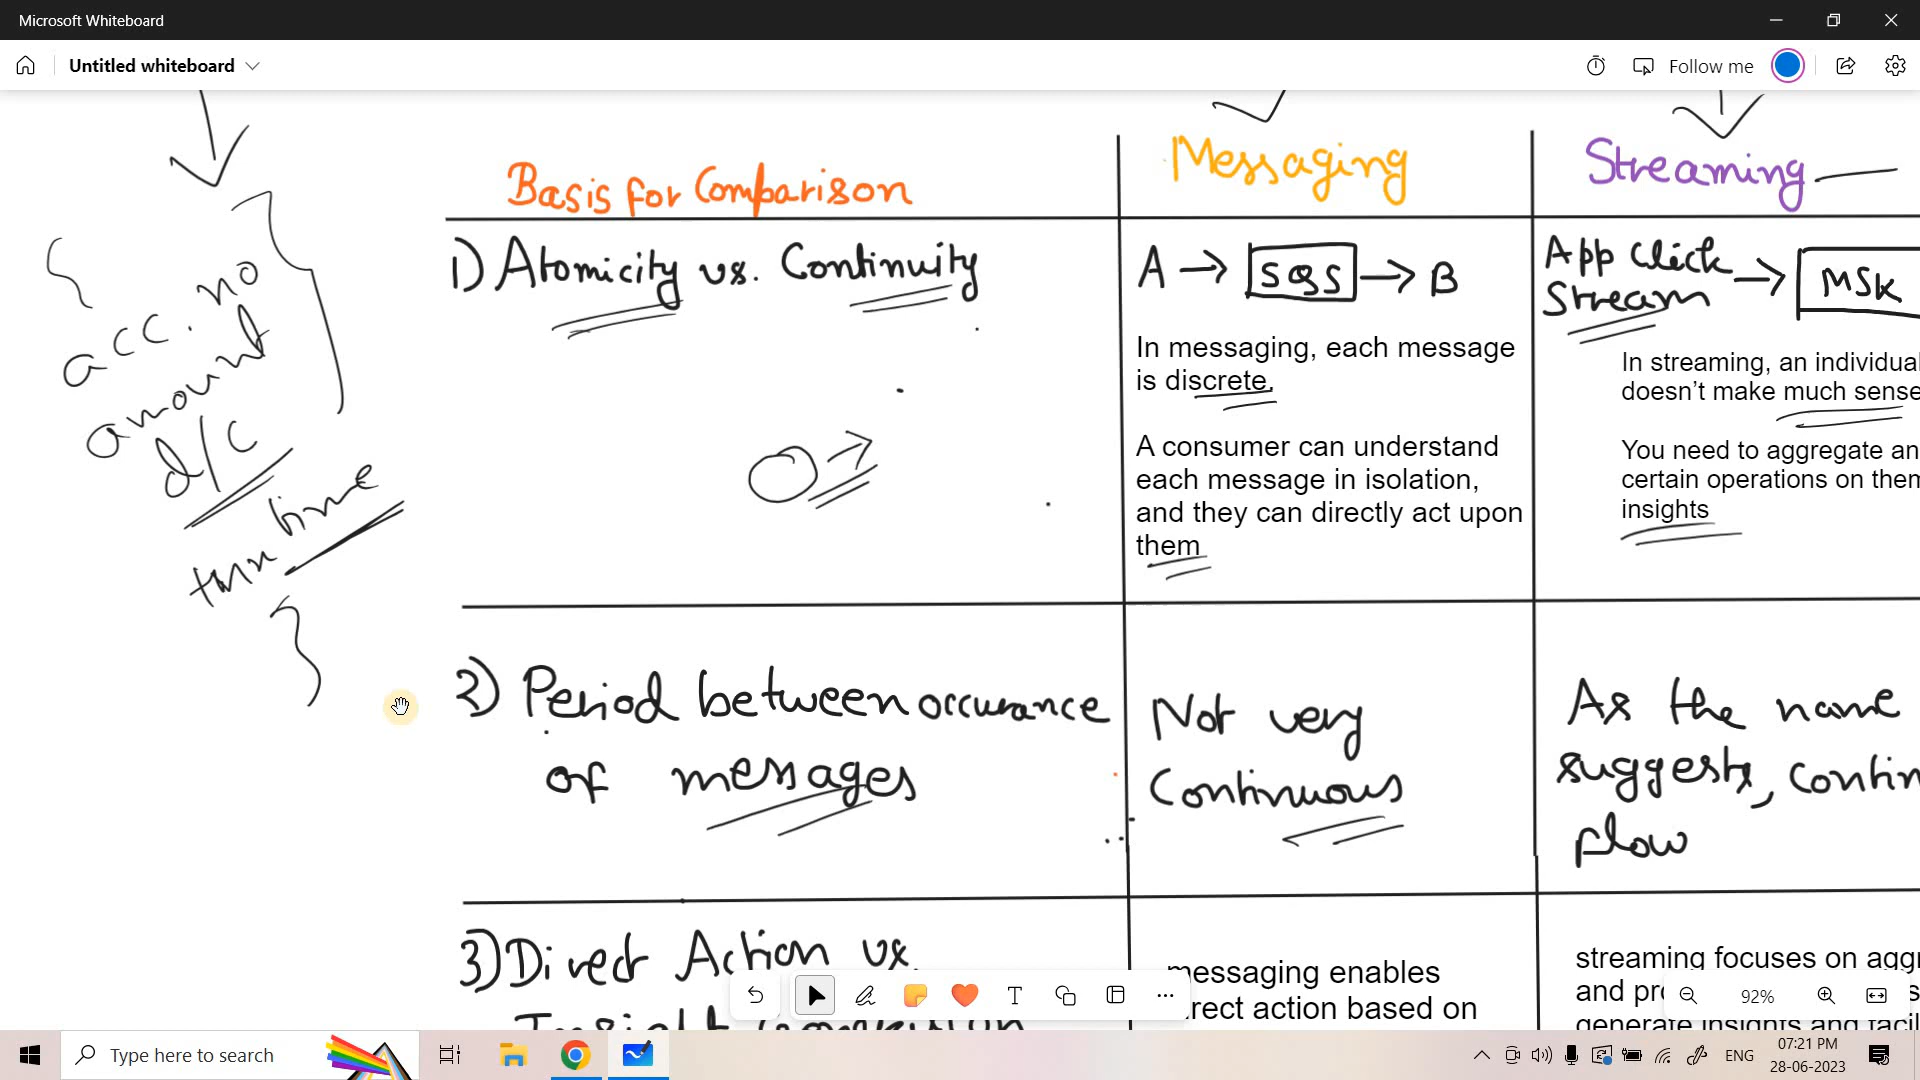 Microsoft Whiteboard
Untitled whiteboard
Follow me
Basis for Comparison
Messaging
Streaming
{
acc. no
amount
d/c
time
}
1) Atomicity vs. Continuity
A → SQS → B
In messaging, each message
is discrete.
A consumer can understand
each message in isolation,
and they can directly act upon
them
App Click
Stream → MSK
In streaming, an individual
doesn't make much sense
You need to aggregate an
certain operations on them
insights
2) Period between occurance
of messages
Not very
Continuous
As the name
suggests, contin
flow
3) Direct Action vs.
messaging enables
direct action based on
streaming focuses on aggr
and pr
generate insights and facil
T
92%
Type here to search
ENG
07:21 PM
28-06-2023